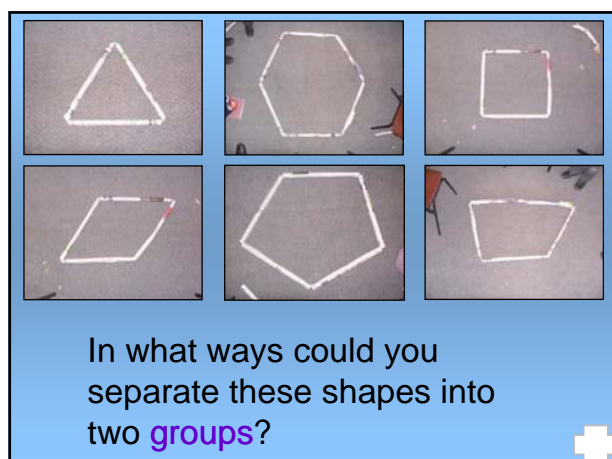 In what ways could you
separate these shapes into
two groups?